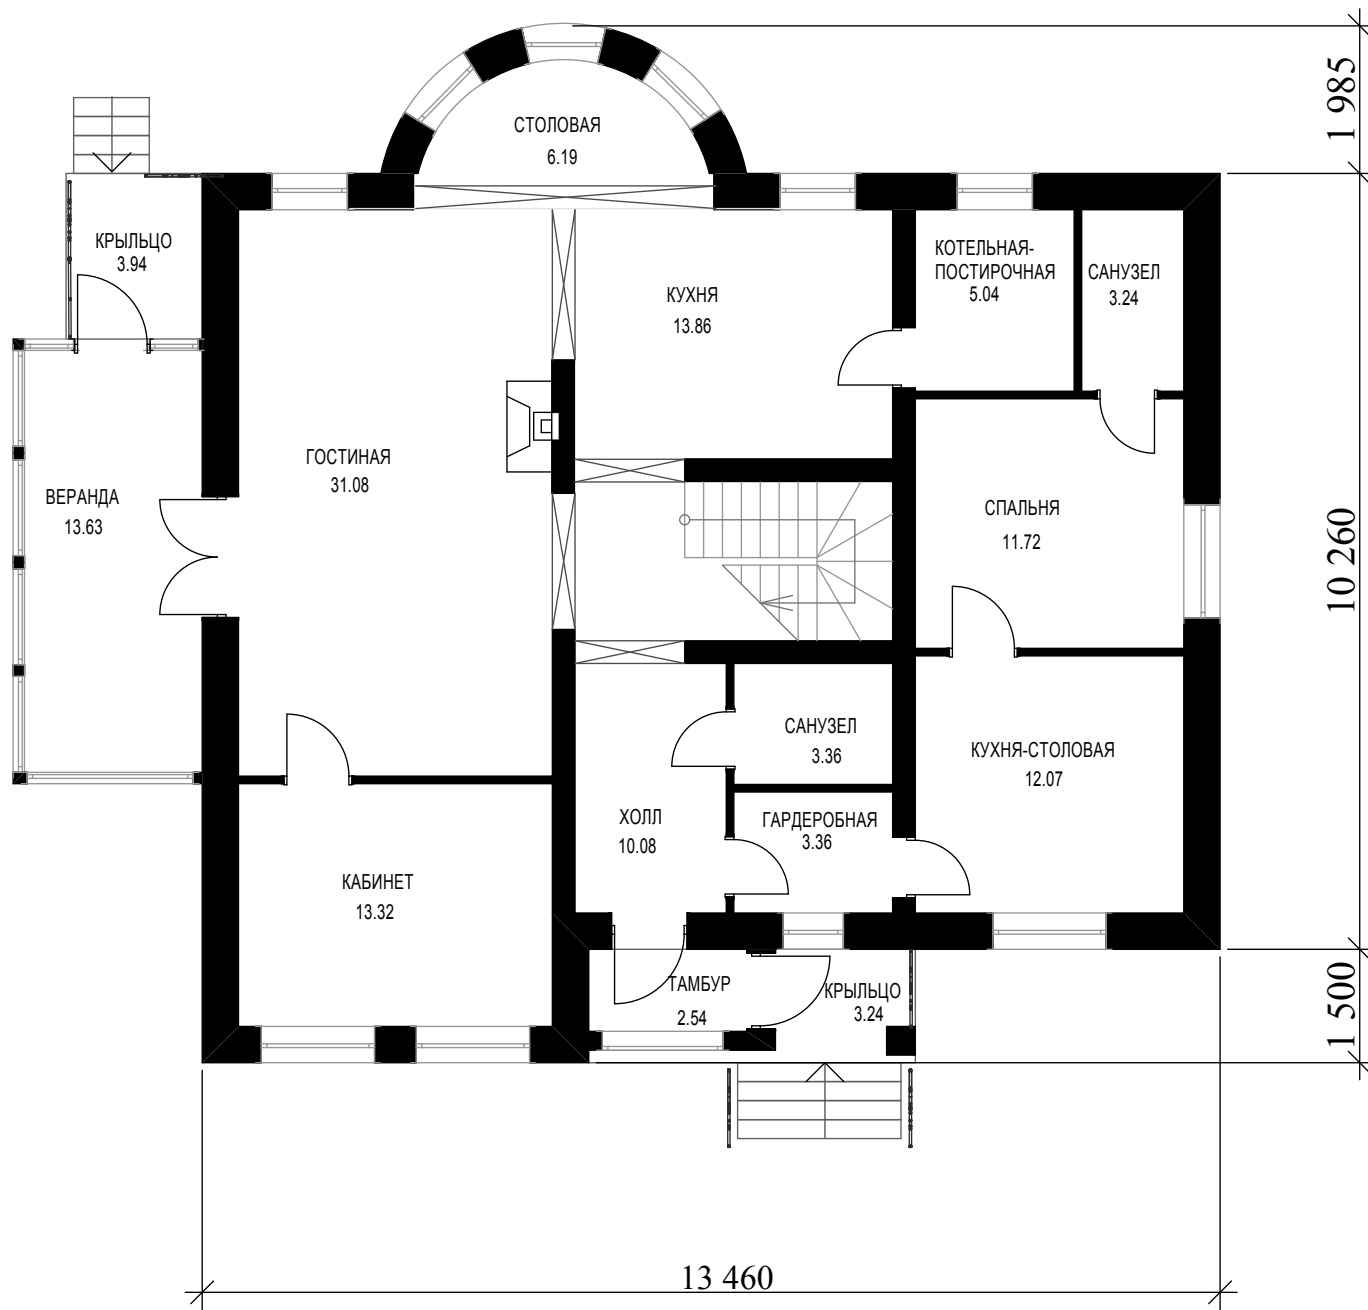 1 985
СТОЛОВАЯ
6.19
КРЫЛЬЦО
3.94
КОТЕЛЬНАЯ-
ПОСТИРОЧНАЯ
5.04
САНУЗЕЛ
3.24
КУХНЯ
13.86
ГОСТИНАЯ
31.08
ВЕРАНДА
13.63
СПАЛЬНЯ
11.72
10 260
САНУЗЕЛ
3.36
КУХНЯ-СТОЛОВАЯ
12.07
ХОЛЛ
10.08
ГАРДЕРОБНАЯ
3.36
КАБИНЕТ
13.32
ТАМБУР
2.54
КРЫЛЬЦО
3.24
1 500
13 460